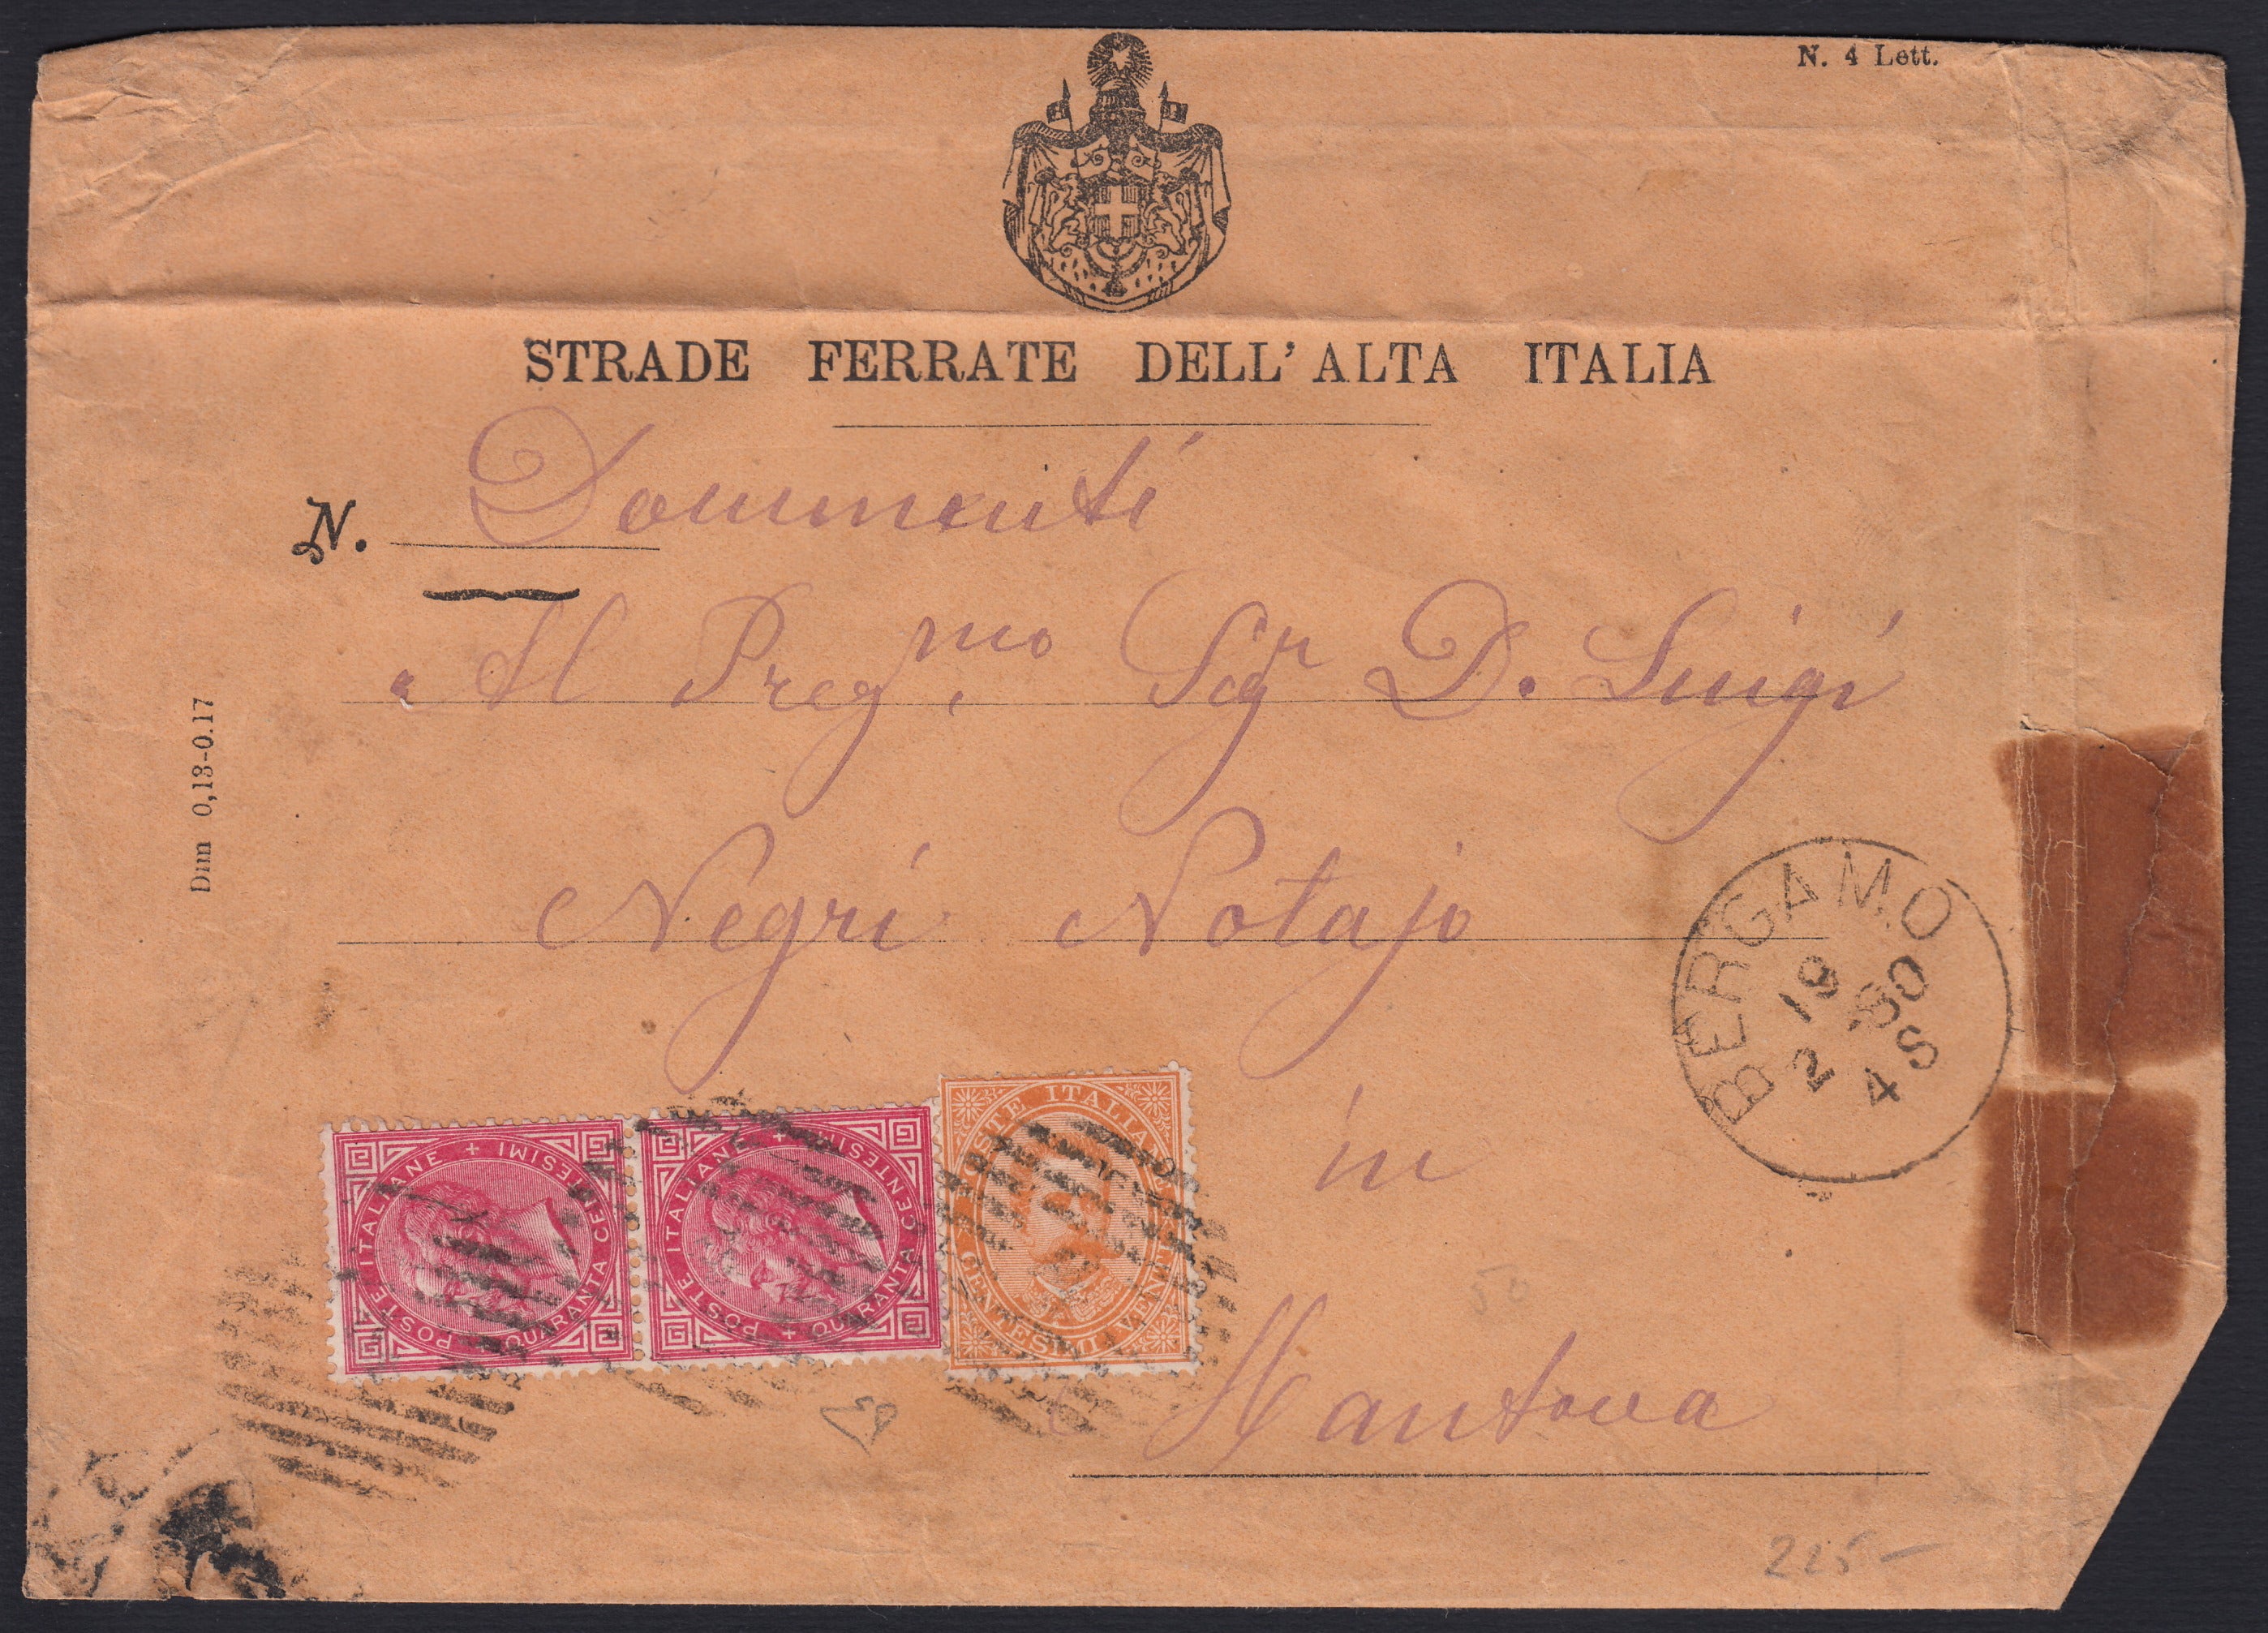 N. 4 Lett.
STRADE FERRATE DELL' ALTA ITALIA
N. Documenti
Al Preg.mo Sigr D. Luigi
Dim 0,13-0.17
Negri Notajo
BERGAMO
19
2 80
4 S
in
POSTE ITALIANE + CENTESIMI QUARANTA
POSTE ITALIANE + CENTESIMI QUARANTA +
POSTE ITALIANE CENTESIMI VENTI
50
Mantova
225-